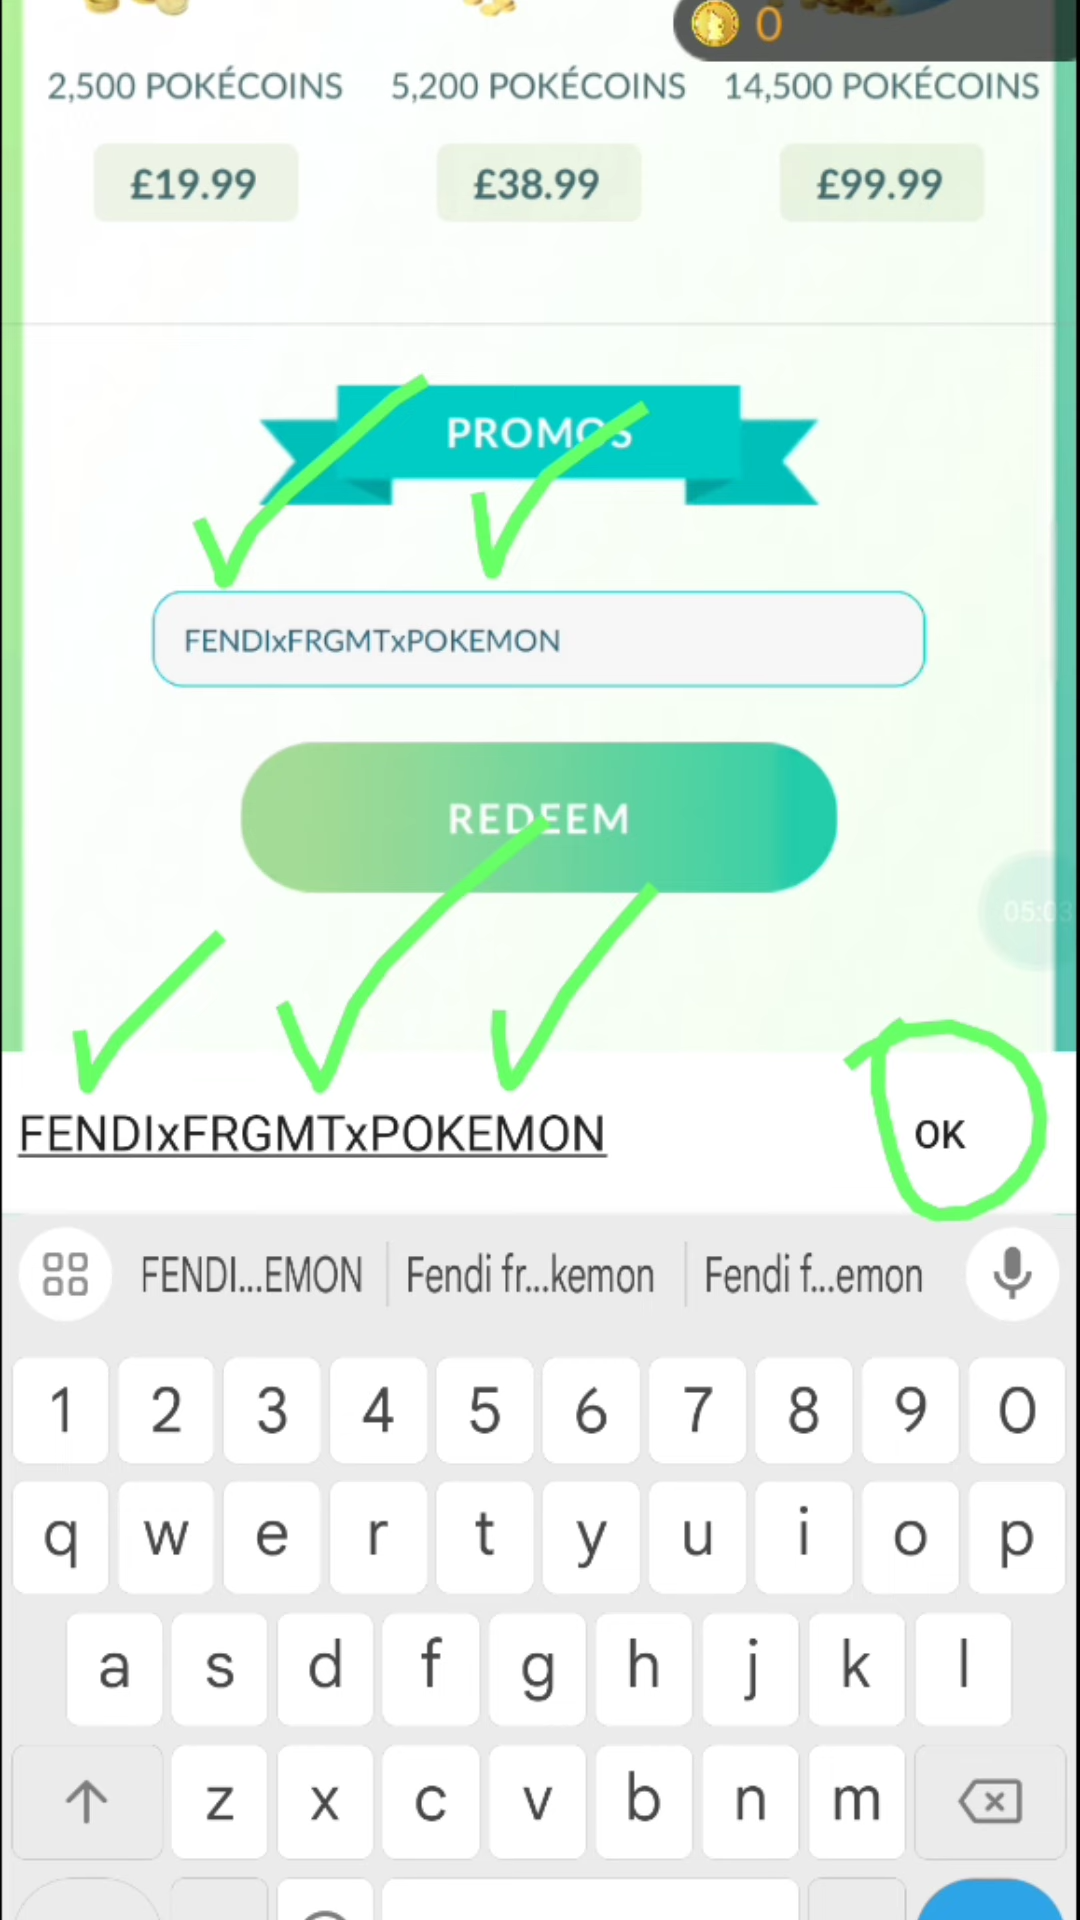 0
2,500 POKÉCOINS 5,200 POKÉCOINS 14,500 POKÉCOINS
£19.99 £38.99 £99.99
PROMOS
FENDIxFRGMTxPOKEMON
REDEEM
05:03
FENDIxFRGMTxPOKEMON OK
FENDI...EMON Fendi fr...kemon Fendi f...emon
1 2 3 4 5 6 7 8 9 0
q w e r t y u i o p
a s d f g h j k l
z x c v b n m